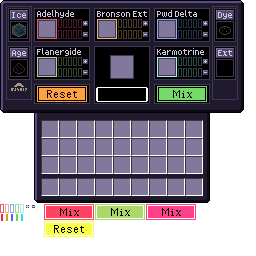 Ice Adelhyde Bronson Ext Pwd Delta Dye
Age Flanergide Karmotrine Ext
Reset Mix
Mix Mix Mix
Reset